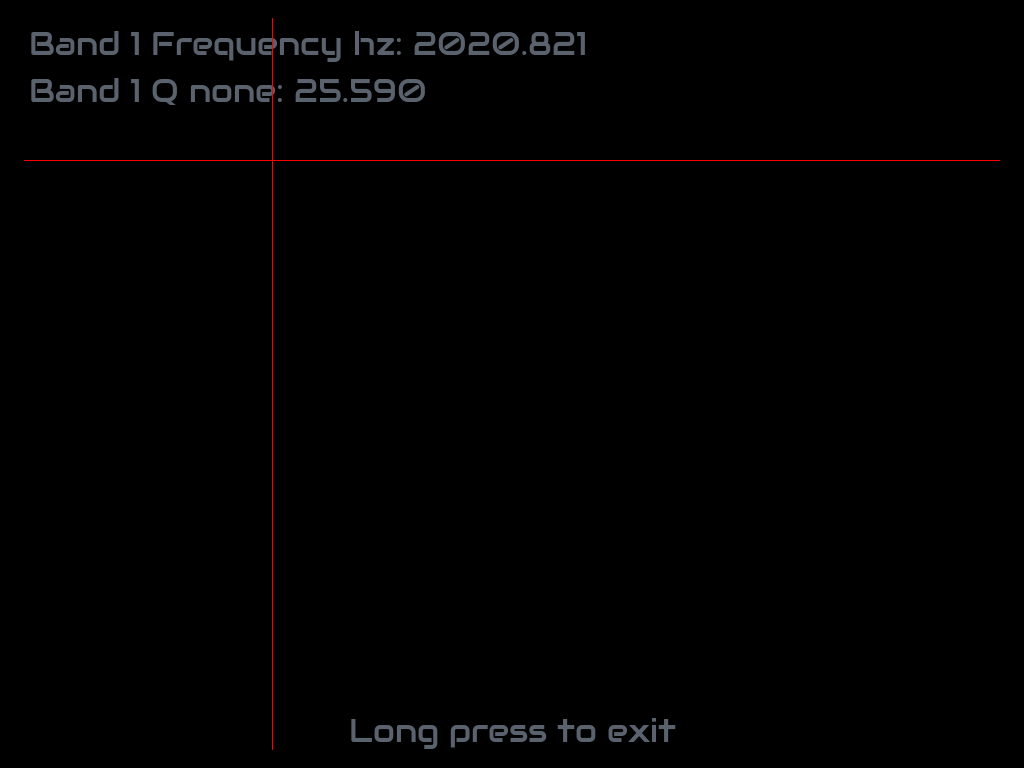 Band 1 Frequency hz: 2020.821
Band 1 Q none: 25.590
Long press to exit